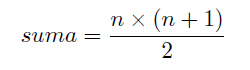 suma = n × (n + 1) / 2